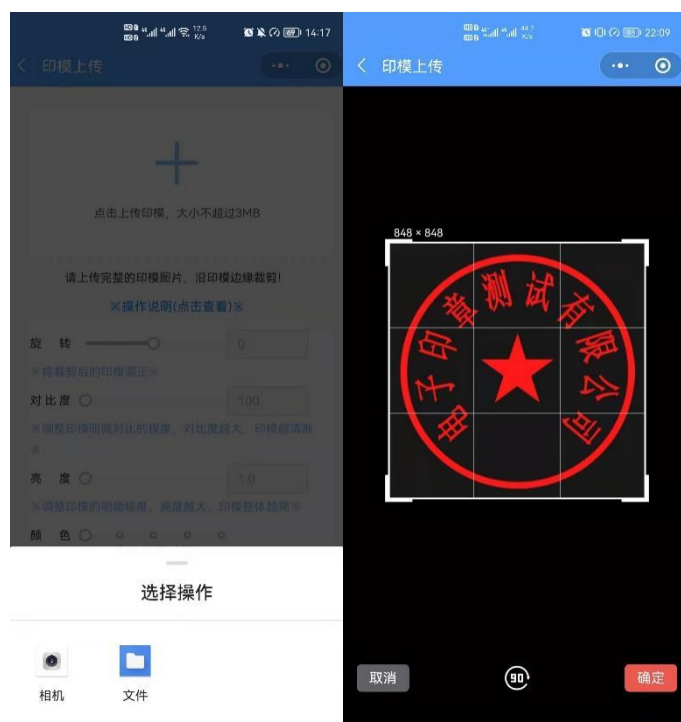 12.5
K/s
69
14:17
印模上传
点击上传印模，大小不超过3MB
请上传完整的印模图片，沿印模边缘裁剪!
※操作说明(点击查看)※
旋 转
0
※将裁剪后的印模调正※
对比度
100
※调整印模明暗对比的程度，对比度越大，印模越清晰
※
亮 度
1.0
※调整印模的明暗程度，亮度越大，印模整体越亮※
颜 色
选择操作
相机
文件
44.7
K/s
22:09
印模上传
848 × 848
电子印章测试有限公司
取消
90
确定